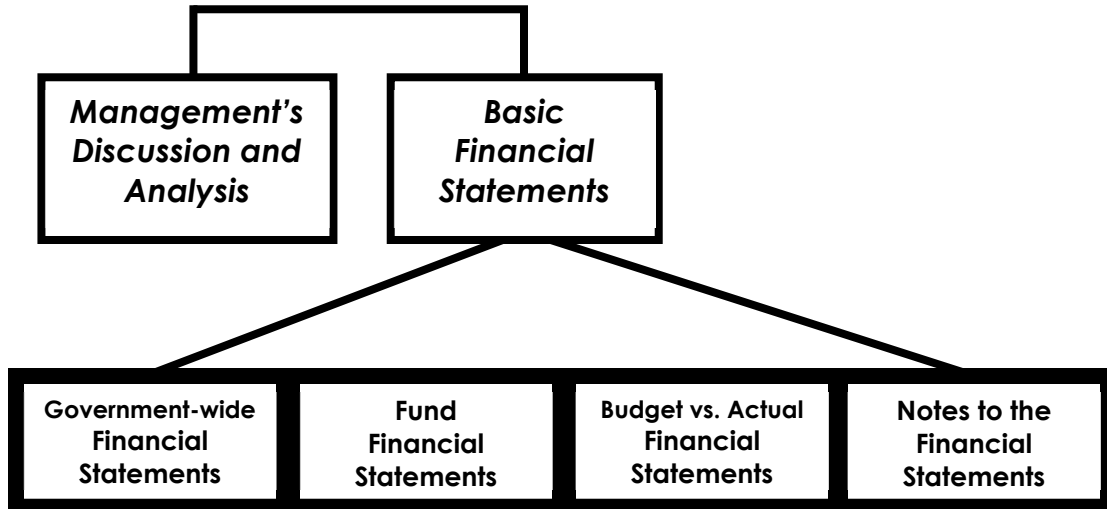 Management’s
Discussion and
Analysis
Basic
Financial
Statements
Government-wide
Financial
Statements
Fund
Financial
Statements
Budget vs. Actual
Financial
Statements
Notes to the
Financial
Statements